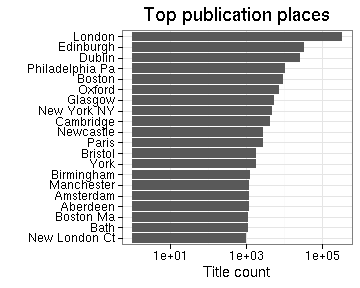 Top publication places
London
Edinburgh
Dublin
Philadelphia Pa
Boston
Oxford
Glasgow
New York NY
Cambridge
Newcastle
Paris
Bristol
York
Birmingham
Manchester
Amsterdam
Aberdeen
Boston Ma
Bath
New London Ct
1e+01 1e+03 1e+05
Title count